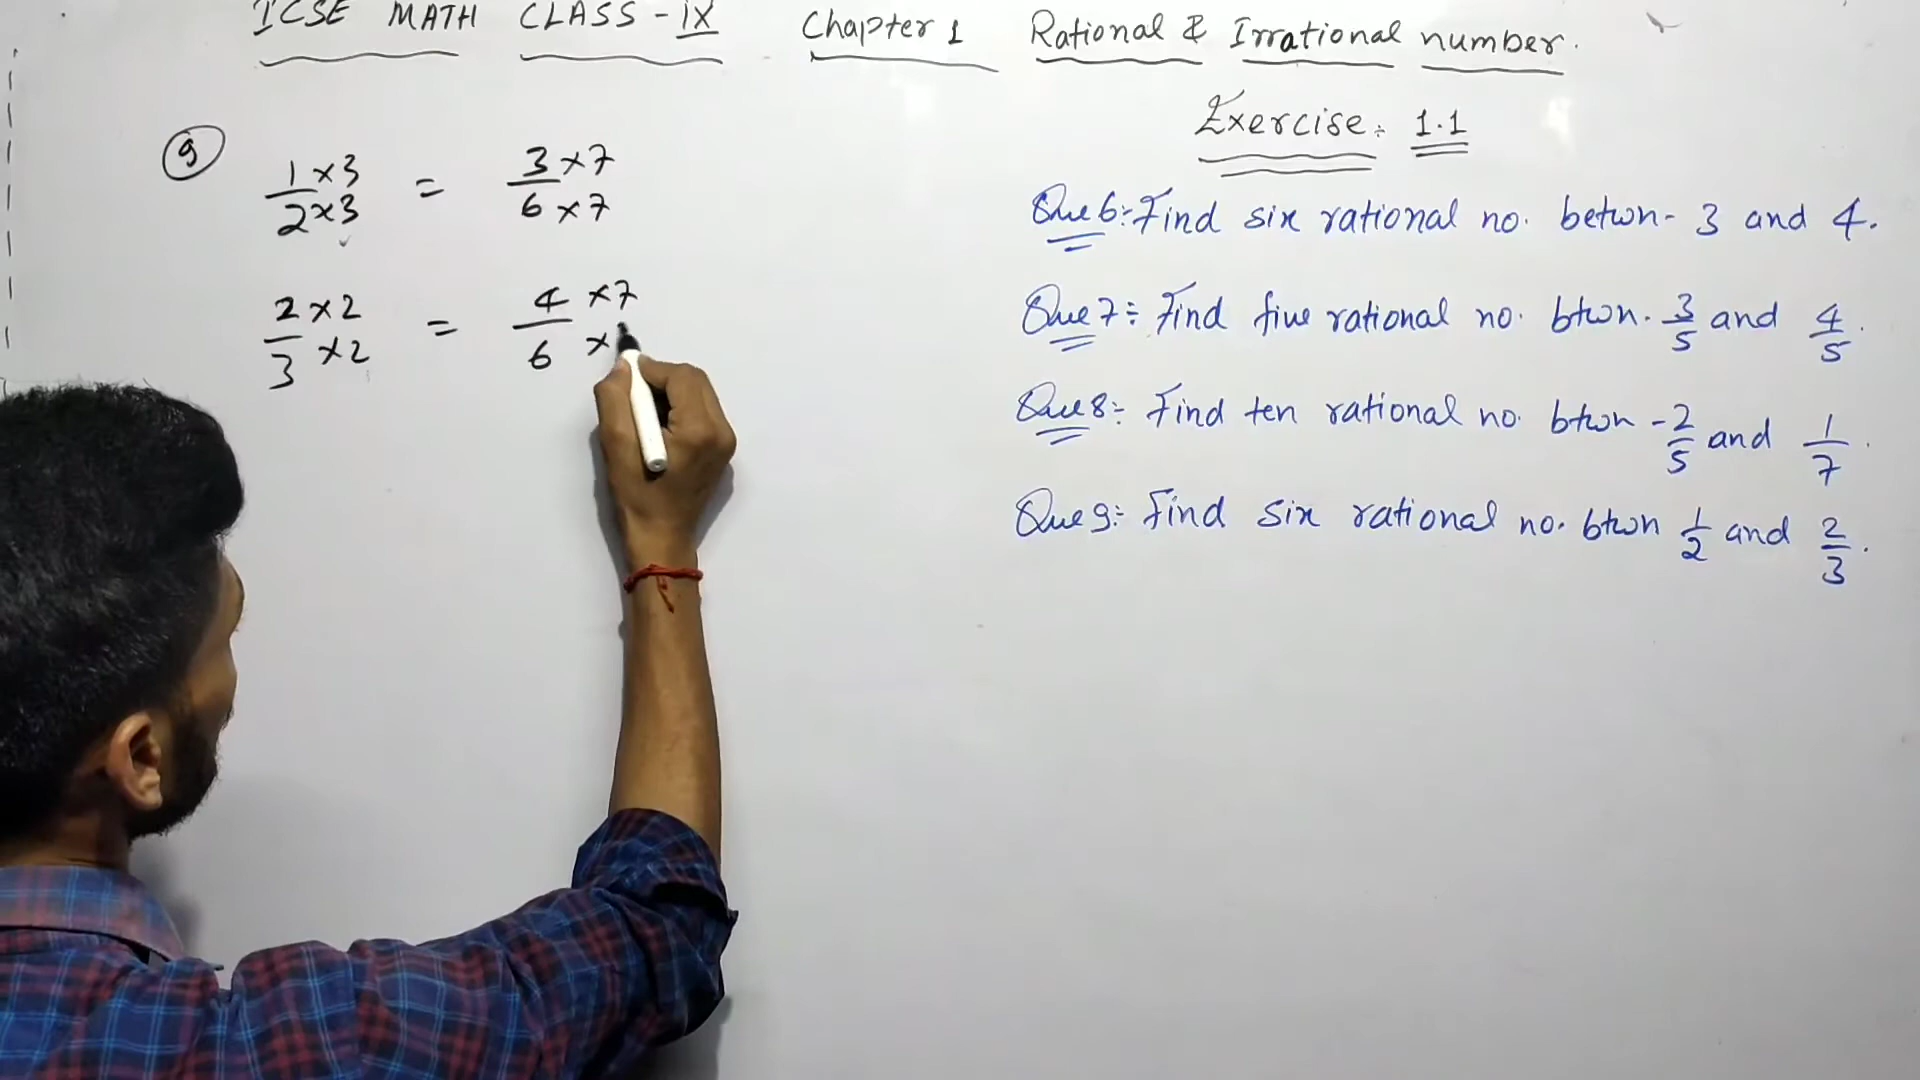 ICSE MATH CLASS - IX Chapter 1 Rational & Irrational number.
Exercise: 1.1
9
1 x 3 / 2 x 3 = 3 x 7 / 6 x 7
2 x 2 / 3 x 2 = 4 x 7 / 6 x
Que 6:- Find six rational no. betwn - 3 and 4.
Que 7:- Find five rational no. btwn. 3/5 and 4/5.
Que 8:- Find ten rational no. btwn -2/5 and 1/7.
Que 9:- Find six rational no. btwn 1/2 and 2/3.